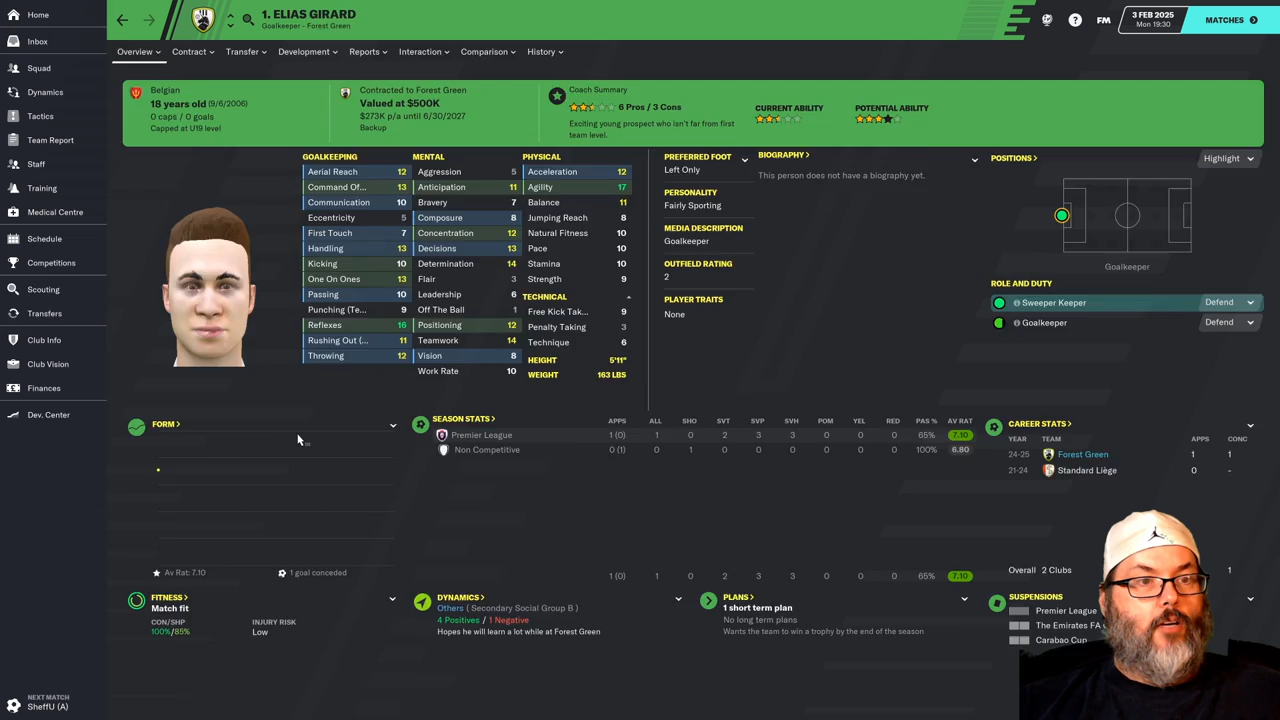 Home
Inbox
Squad
Dynamics
Tactics
Team Report
Staff
Training
Medical Centre
Schedule
Competitions
Scouting
Transfers
Club Info
Club Vision
Finances
Dev. Center
NEXT MATCH
SheffU (A)
1. ELIAS GIRARD
Goalkeeper - Forest Green
FM
3 FEB 2025
Mon 19:30
MATCHES
Overview
Contract
Transfer
Development
Reports
Interaction
Comparison
History
Belgian
18 years old (9/6/2006)
0 caps / 0 goals
Capped at U19 level
Contracted to Forest Green
Valued at $500K
$273K p/a until 6/30/2027
Backup
Coach Summary
6 Pros / 3 Cons
Exciting young prospect who isn't far from first
team level.
CURRENT ABILITY
POTENTIAL ABILITY
GOALKEEPING
Aerial Reach 12
Command Of... 13
Communication 10
Eccentricity 5
First Touch 7
Handling 13
Kicking 10
One On Ones 13
Passing 10
Punching (Te... 9
Reflexes 16
Rushing Out (... 11
Throwing 12
MENTAL
Aggression 5
Anticipation 11
Bravery 7
Composure 8
Concentration 12
Decisions 13
Determination 14
Flair 3
Leadership 6
Off The Ball 1
Positioning 12
Teamwork 14
Vision 8
Work Rate 10
PHYSICAL
Acceleration 12
Agility 17
Balance 11
Jumping Reach 8
Natural Fitness 10
Pace 10
Stamina 10
Strength 9
TECHNICAL
Free Kick Tak... 9
Penalty Taking 3
Technique 6
HEIGHT 5'11"
WEIGHT 163 LBS
PREFERRED FOOT
Left Only
PERSONALITY
Fairly Sporting
MEDIA DESCRIPTION
Goalkeeper
OUTFIELD RATING
2
PLAYER TRAITS
None
BIOGRAPHY
This person does not have a biography yet.
POSITIONS
Highlight
Goalkeeper
ROLE AND DUTY
Sweeper Keeper Defend
Goalkeeper Defend
FORM
Av Rat: 7.10
1 goal conceded
SEASON STATS APPS ALL SHO SVT SVP SVH POM YEL RED PAS % AV RAT
Premier League 1 (0) 1 0 2 3 3 0 0 0 65% 7.10
Non Competitive 0 (1) 0 1 0 0 0 0 0 0 100% 6.80
1 (0) 1 0 2 3 3 0 0 0 65% 7.10
CAREER STATS
YEAR TEAM APPS CONC
24-25 Forest Green 1 1
21-24 Standard Liège 0 -
Overall 2 Clubs 1
FITNESS
Match fit
CON/SHP
100%/85%
INJURY RISK
Low
DYNAMICS
Others ( Secondary Social Group B )
4 Positives / 1 Negative
Hopes he will learn a lot while at Forest Green
PLANS
1 short term plan
No long term plans
Wants the team to win a trophy by the end of the season
SUSPENSIONS
Premier League
The Emirates FA
Carabao Cup